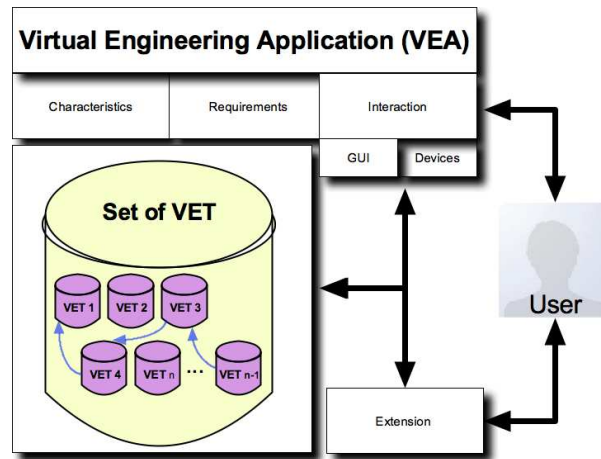 Virtual Engineering Application (VEA)
Characteristics
Requirements
Interaction
GUI
Devices
Set of VET
VET 1
VET 2
VET 3
VET 4
VET n
...
VET n-1
User
Extension